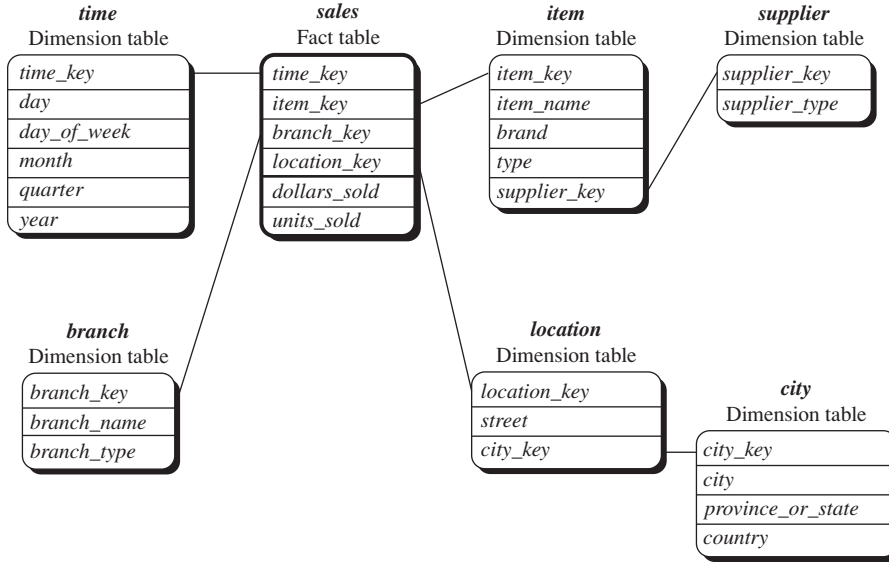 time
Dimension table
time_key
day
day_of_week
month
quarter
year
sales
Fact table
time_key
item_key
branch_key
location_key
dollars_sold
units_sold
item
Dimension table
item_key
item_name
brand
type
supplier_key
supplier
Dimension table
supplier_key
supplier_type
branch
Dimension table
branch_key
branch_name
branch_type
location
Dimension table
location_key
street
city_key
city
Dimension table
city_key
city
province_or_state
country